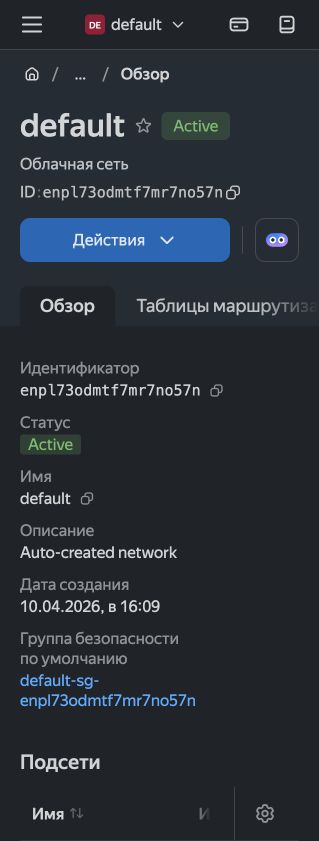 DE default
/ ... / Обзор
default Active
Облачная сеть
ID:enpl73odmtf7mr7no57n
Действия
Обзор Таблицы маршрутиза
Идентификатор
enpl73odmtf7mr7no57n
Статус
Active
Имя
default
Описание
Auto-created network
Дата создания
10.04.2026, в 16:09
Группа безопасности
по умолчанию
default-sg-
enpl73odmtf7mr7no57n
Подсети
Имя И